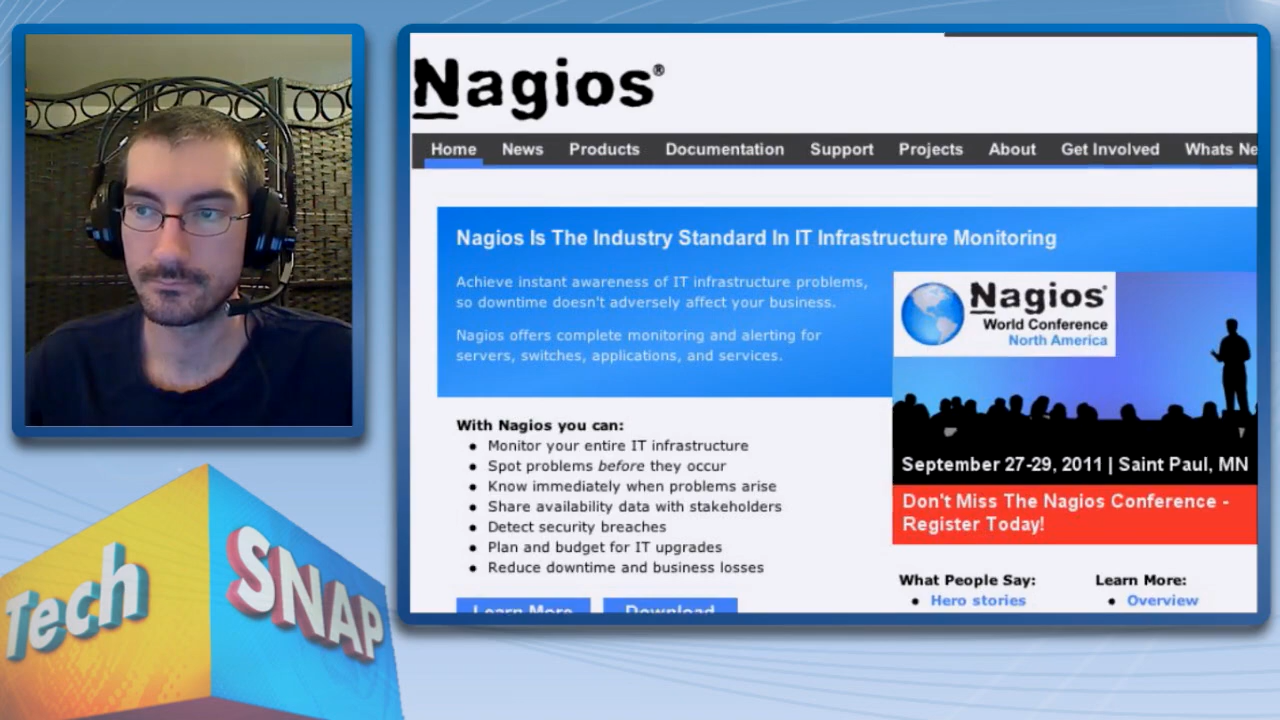 Nagios®
Home News Products Documentation Support Projects About Get Involved Whats Ne
Nagios Is The Industry Standard In IT Infrastructure Monitoring
Achieve instant awareness of IT infrastructure problems,
so downtime doesn't adversely affect your business.
Nagios offers complete monitoring and alerting for
servers, switches, applications, and services.
Nagios®
World Conference
North America
September 27-29, 2011 | Saint Paul, MN
Don't Miss The Nagios Conference -
Register Today!
With Nagios you can:
• Monitor your entire IT infrastructure
• Spot problems before they occur
• Know immediately when problems arise
• Share availability data with stakeholders
• Detect security breaches
• Plan and budget for IT upgrades
• Reduce downtime and business losses
Learn More Download
What People Say:
• Hero stories
Learn More:
• Overview
Tech
SNAP